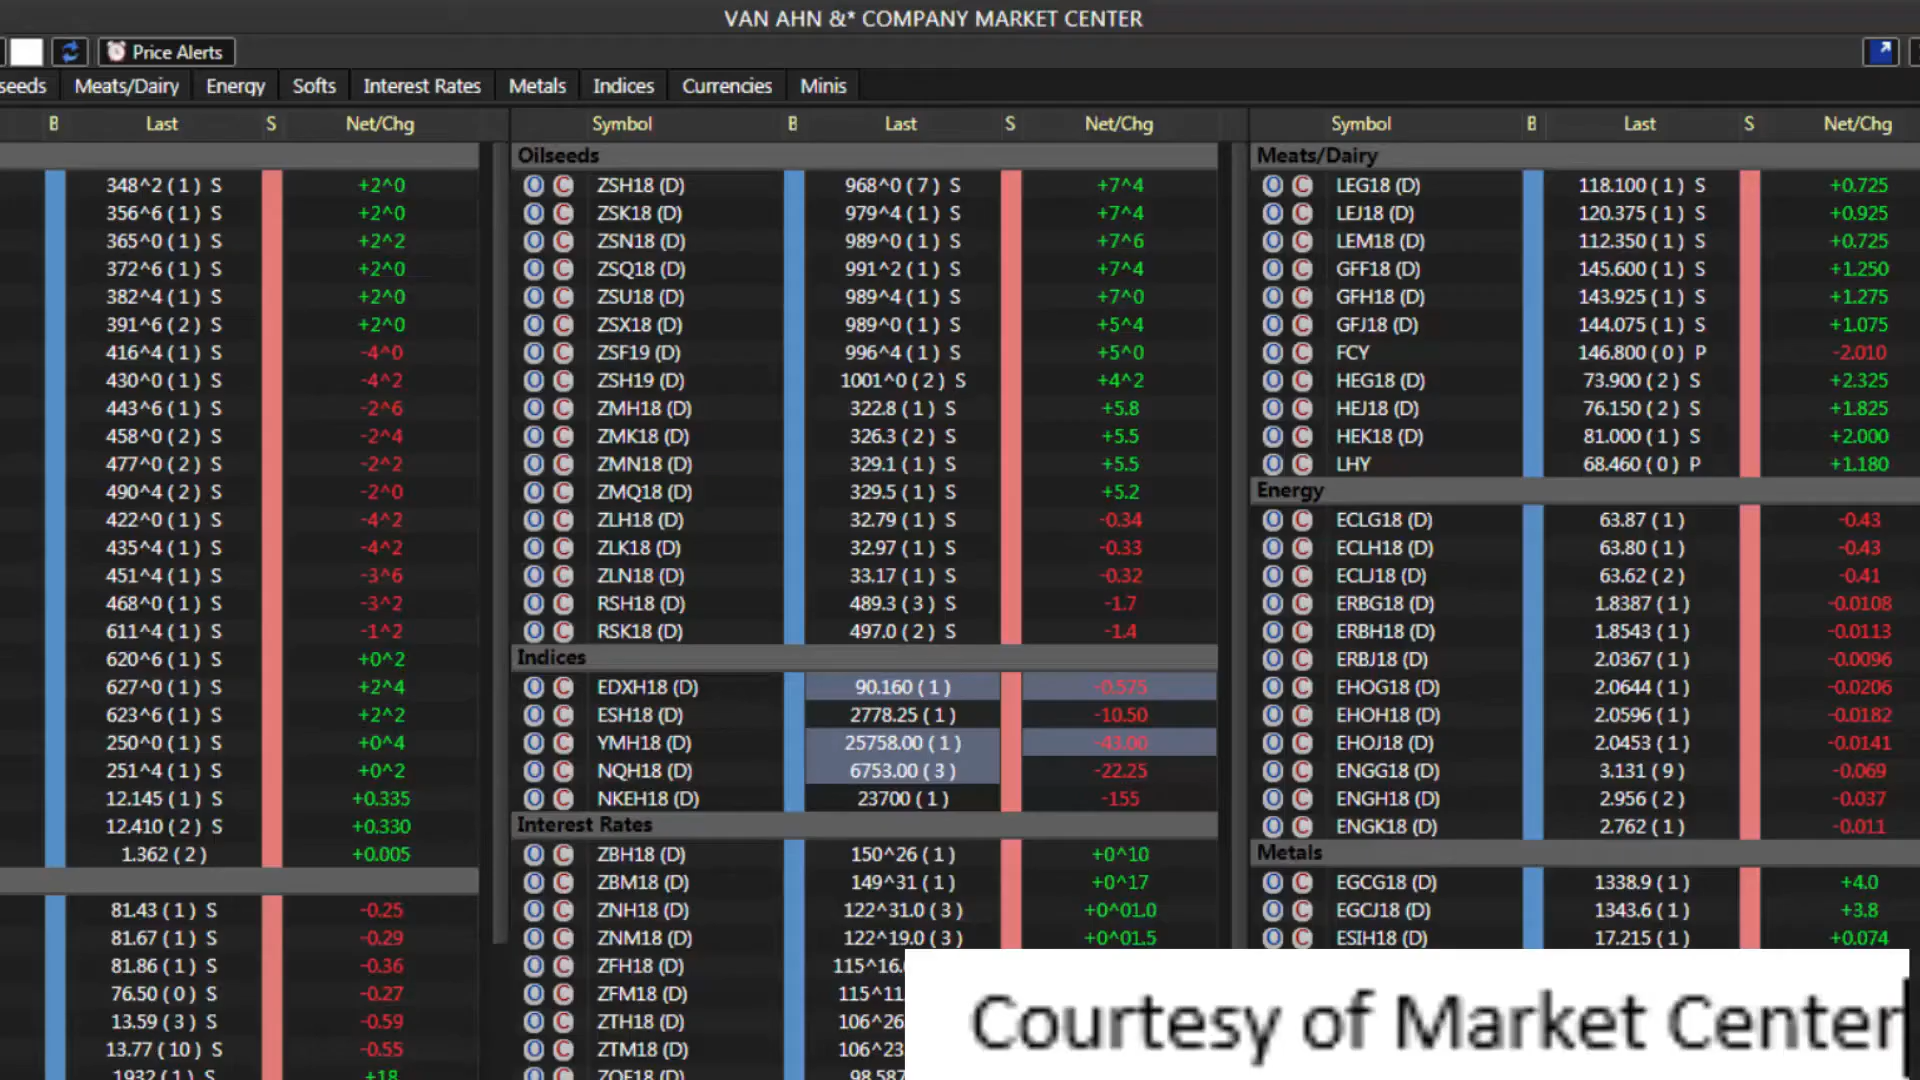 VAN AHN &* COMPANY MARKET CENTER
Price Alerts
seeds Meats/Dairy Energy Softs Interest Rates Metals Indices Currencies Minis
B Last S Net/Chg Symbol B Last S Net/Chg Symbol B Last S Net/Chg
Oilseeds Meats/Dairy
348^2 ( 1 ) S +2^0 O C ZSH18 (D) 968^0 ( 7 ) S +7^4 O C LEG18 (D) 118.100 ( 1 ) S +0.725
356^6 ( 1 ) S +2^0 O C ZSK18 (D) 979^4 ( 1 ) S +7^4 O C LEJ18 (D) 120.375 ( 1 ) S +0.925
365^0 ( 1 ) S +2^2 O C ZSN18 (D) 989^0 ( 1 ) S +7^6 O C LEM18 (D) 112.350 ( 1 ) S +0.725
372^6 ( 1 ) S +2^0 O C ZSQ18 (D) 991^2 ( 1 ) S +7^4 O C GFF18 (D) 145.600 ( 1 ) S +1.250
382^4 ( 1 ) S +2^0 O C ZSU18 (D) 989^4 ( 1 ) S +7^0 O C GFH18 (D) 143.925 ( 1 ) S +1.275
391^6 ( 2 ) S +2^0 O C ZSX18 (D) 989^0 ( 1 ) S +5^4 O C GFJ18 (D) 144.075 ( 1 ) S +1.075
416^4 ( 1 ) S -4^0 O C ZSF19 (D) 996^4 ( 1 ) S +5^0 O C FCY 146.800 ( 0 ) P -2.010
430^0 ( 1 ) S -4^2 O C ZSH19 (D) 1001^0 ( 2 ) S +4^2 O C HEG18 (D) 73.900 ( 2 ) S +2.325
443^6 ( 1 ) S -2^6 O C ZMH18 (D) 322.8 ( 1 ) S +5.8 O C HEJ18 (D) 76.150 ( 2 ) S +1.825
458^0 ( 2 ) S -2^4 O C ZMK18 (D) 326.3 ( 2 ) S +5.5 O C HEK18 (D) 81.000 ( 1 ) S +2.000
477^0 ( 2 ) S -2^2 O C ZMN18 (D) 329.1 ( 1 ) S +5.5 O C LHY 68.460 ( 0 ) P +1.180
490^4 ( 2 ) S -2^0 O C ZMQ18 (D) 329.5 ( 1 ) S +5.2 Energy
422^0 ( 1 ) S -4^2 O C ZLH18 (D) 32.79 ( 1 ) S -0.34 O C ECLG18 (D) 63.87 ( 1 ) -0.43
435^4 ( 1 ) S -4^2 O C ZLK18 (D) 32.97 ( 1 ) S -0.33 O C ECLH18 (D) 63.80 ( 1 ) -0.43
451^4 ( 1 ) S -3^6 O C ZLN18 (D) 33.17 ( 1 ) S -0.32 O C ECLJ18 (D) 63.62 ( 2 ) -0.41
468^0 ( 1 ) S -3^2 O C RSH18 (D) 489.3 ( 3 ) S -1.7 O C ERBG18 (D) 1.8387 ( 1 ) -0.0108
611^4 ( 1 ) S -1^2 O C RSK18 (D) 497.0 ( 2 ) S -1.4 O C ERBH18 (D) 1.8543 ( 1 ) -0.0113
620^6 ( 1 ) S +0^2 Indices O C ERBJ18 (D) 2.0367 ( 1 ) -0.0096
627^0 ( 1 ) S +2^4 O C EDXH18 (D) 90.160 ( 1 ) -0.575 O C EHOG18 (D) 2.0644 ( 1 ) -0.0206
623^6 ( 1 ) S +2^2 O C ESH18 (D) 2778.25 ( 1 ) -10.50 O C EHOH18 (D) 2.0596 ( 1 ) -0.0182
250^0 ( 1 ) S +0^4 O C YMH18 (D) 25758.00 ( 1 ) -43.00 O C EHOJ18 (D) 2.0453 ( 1 ) -0.0141
251^4 ( 1 ) S +0^2 O C NQH18 (D) 6753.00 ( 3 ) -22.25 O C ENGG18 (D) 3.131 ( 9 ) -0.069
12.145 ( 1 ) S +0.335 O C NKEH18 (D) 23700 ( 1 ) -155 O C ENGH18 (D) 2.956 ( 2 ) -0.037
12.410 ( 2 ) S +0.330 Interest Rates O C ENGK18 (D) 2.762 ( 1 ) -0.011
1.362 ( 2 ) +0.005 O C ZBH18 (D) 150^26 ( 1 ) +0^10 Metals
O C ZBM18 (D) 149^31 ( 1 ) +0^17 O C EGCG18 (D) 1338.9 ( 1 ) +4.0
81.43 ( 1 ) S -0.25 O C ZNH18 (D) 122^31.0 ( 3 ) +0^01.0 O C EGCJ18 (D) 1343.6 ( 1 ) +3.8
81.67 ( 1 ) S -0.29 O C ZNM18 (D) 122^19.0 ( 3 ) +0^01.5 O C ESIH18 (D) 17.215 ( 1 ) +0.074
81.86 ( 1 ) S -0.36 O C ZFH18 (D) 115^16.
76.50 ( 0 ) S -0.27 O C ZFM18 (D) 115^11
13.59 ( 3 ) S -0.59 O C ZTH18 (D) 106^26
13.77 ( 10 ) S -0.55 O C ZTM18 (D) 106^23
1932 ( 1 ) S +18 O C 98.587
Courtesy of Market Center